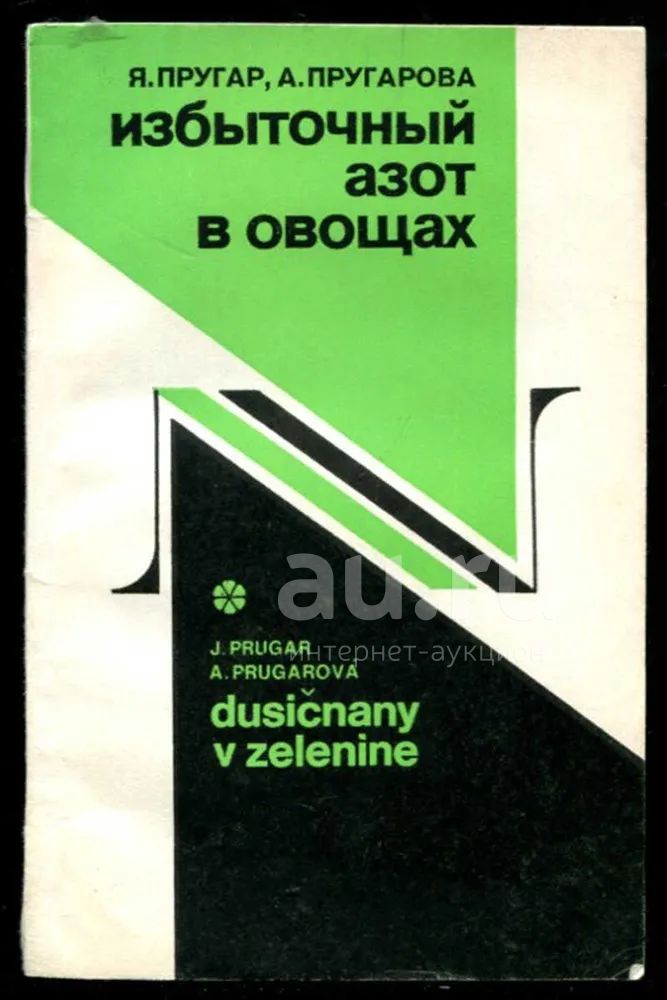 Я.ПРУГАР, А.ПРУГАРОВА
избыточный
азот
в овощах
au.ru
интернет-аукцион
J. PRUGAR
A. PRUGAROVÁ
dusičnany
v zelenine